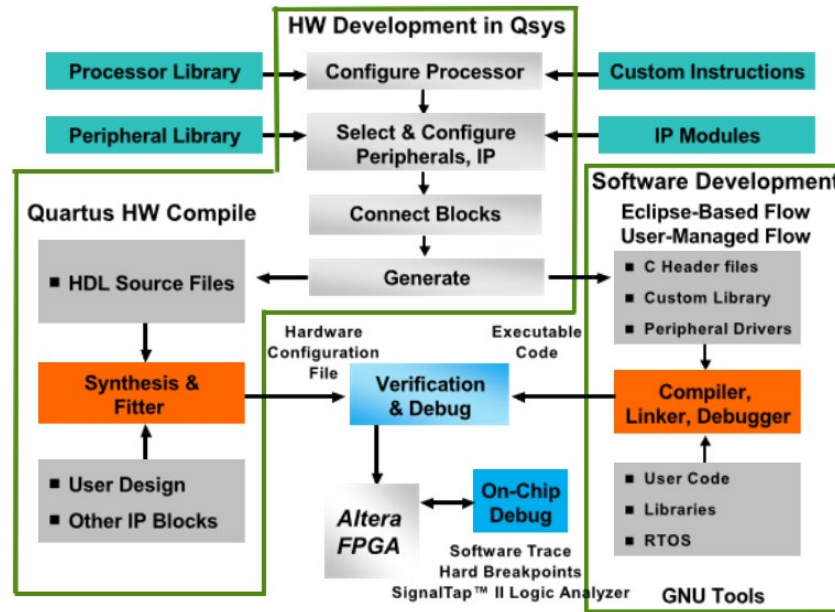 HW Development in Qsys
Processor Library
Configure Processor
Custom Instructions
Peripheral Library
Select & Configure
Peripherals, IP
IP Modules
Connect Blocks
Generate
Quartus HW Compile
■ HDL Source Files
Synthesis &
Fitter
■ User Design
■ Other IP Blocks
Hardware
Configuration
File
Executable
Code
Verification
& Debug
Altera
FPGA
On-Chip
Debug
Software Trace
Hard Breakpoints
SignalTap™ II Logic Analyzer
Software Development
Eclipse-Based Flow
User-Managed Flow
■ C Header files
■ Custom Library
■ Peripheral Drivers
Compiler,
Linker, Debugger
■ User Code
■ Libraries
■ RTOS
GNU Tools